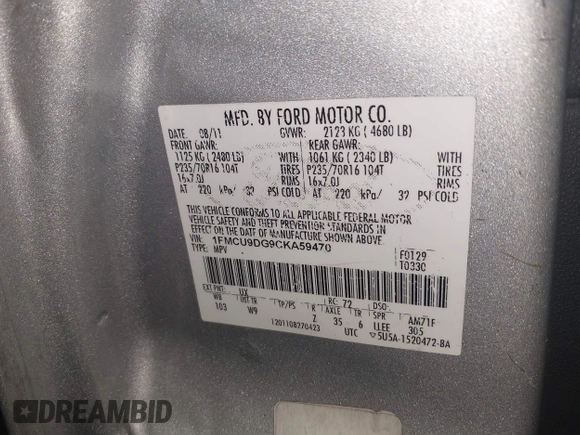 MFD. BY FORD MOTOR CO.
DATE 08/11 GVWR: 2123 KG ( 4680 LB)
FRONT GAWR: REAR GAWR:
1125 KG ( 2480 LB) WITH 1061 KG ( 2340 LB) WITH
P235/70R16 104T TIRES P235/70R16 104T TIRES
16x7.0J RIMS 16x7.0J RIMS
AT 220 kPa/ 32 PSI COLD AT 220 kPa/ 32 PSI COLD
THIS VEHICLE CONFORMS TO ALL APPLICABLE FEDERAL MOTOR
VEHICLE SAFETY AND THEFT PREVENTION STANDARDS IN
EFFECT ON THE DATE OF MANUFACTURE SHOWN ABOVE.
VIN: 1FMCU9DG9CKA59470 F0129
TYPE: MPV T0330
EXT PNT: UX RC: 72 DSO:
WB INT TR TP/PS R AXLE TR SPR AM71F
103 W9 Z 35 6 LLEE 305
1201108270423 UTC ▽5U5A-1520472-BA
DREAMBID